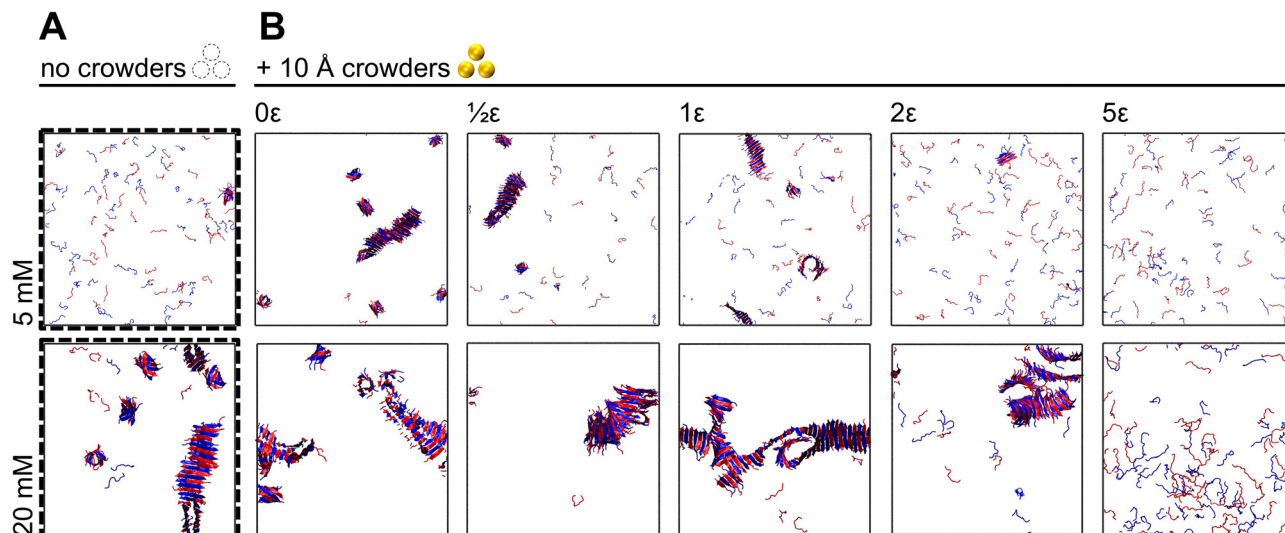 A
B
no crowders
+ 10 Å crowders
0ε
½ε
1ε
2ε
5ε
5 mM
20 mM